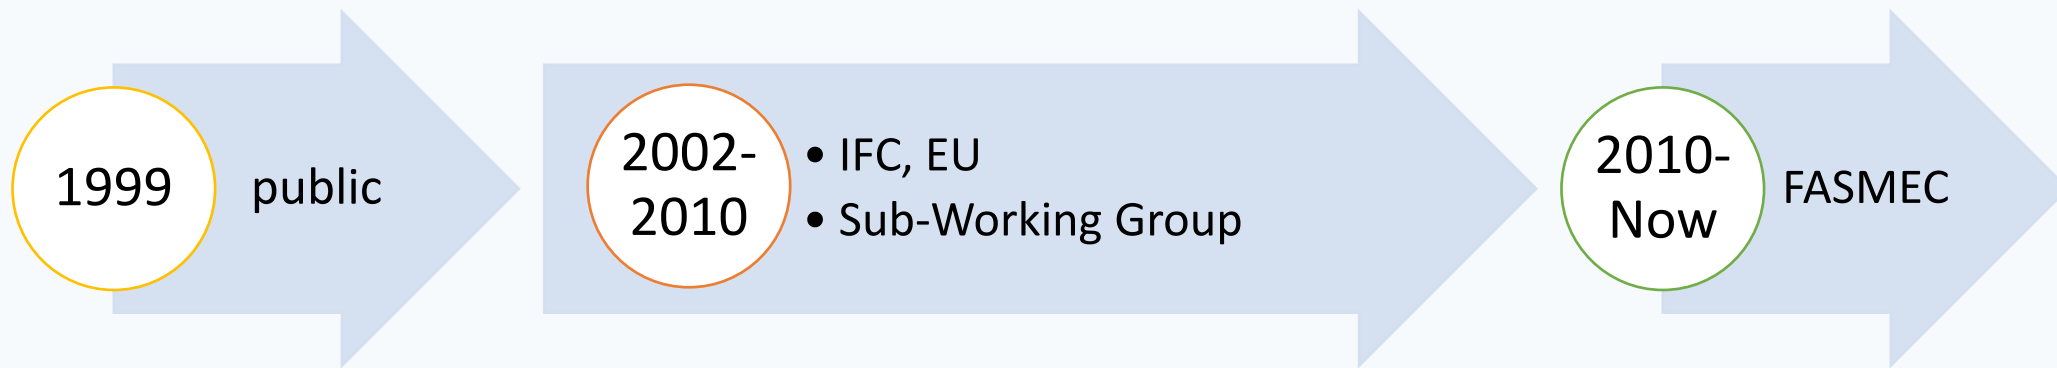 1999
public
2002-
2010
• IFC, EU
• Sub-Working Group
2010-
Now
FASMEC